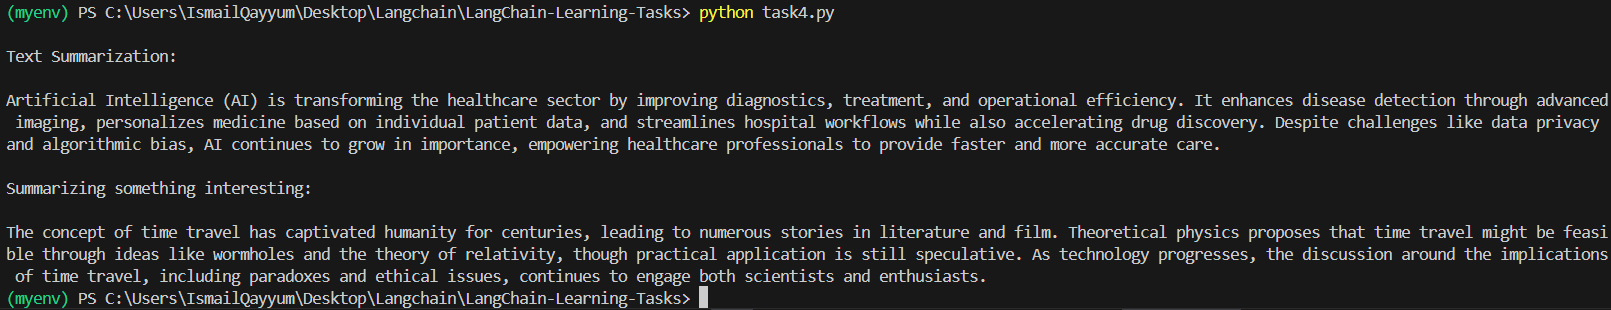 (myenv) PS C:\Users\IsmailQayyum\Desktop\Langchain\LangChain-Learning-Tasks> python task4.py
Text Summarization:
Artificial Intelligence (AI) is transforming the healthcare sector by improving diagnostics, treatment, and operational efficiency. It enhances disease detection through advanced
imaging, personalizes medicine based on individual patient data, and streamlines hospital workflows while also accelerating drug discovery. Despite challenges like data privacy
and algorithmic bias, AI continues to grow in importance, empowering healthcare professionals to provide faster and more accurate care.
Summarizing something interesting:
The concept of time travel has captivated humanity for centuries, leading to numerous stories in literature and film. Theoretical physics proposes that time travel might be feasi
ble through ideas like wormholes and the theory of relativity, though practical application is still speculative. As technology progresses, the discussion around the implications
of time travel, including paradoxes and ethical issues, continues to engage both scientists and enthusiasts.
(myenv) PS C:\Users\IsmailQayyum\Desktop\Langchain\LangChain-Learning-Tasks>